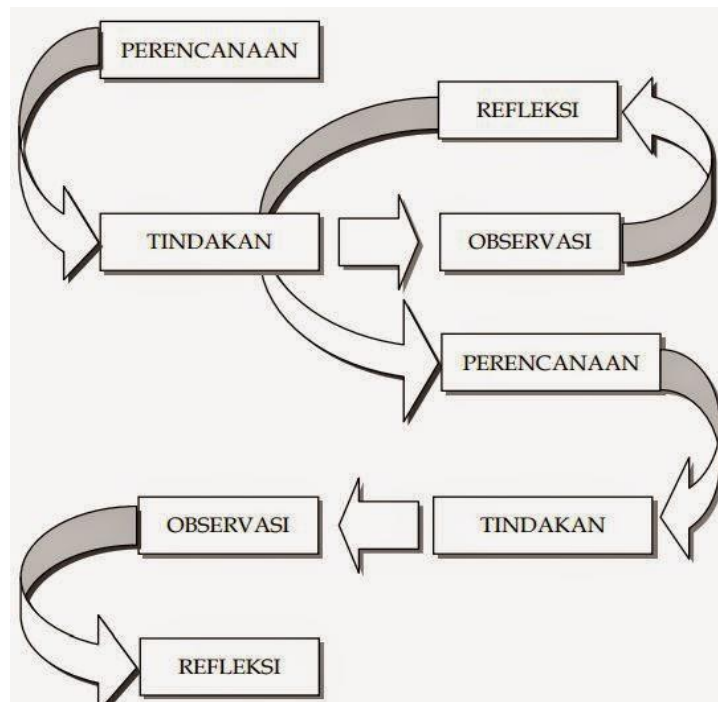 PERENCANAAN
REFLEKSI
TINDAKAN
OBSERVASI
PERENCANAAN
OBSERVASI
TINDAKAN
REFLEKSI